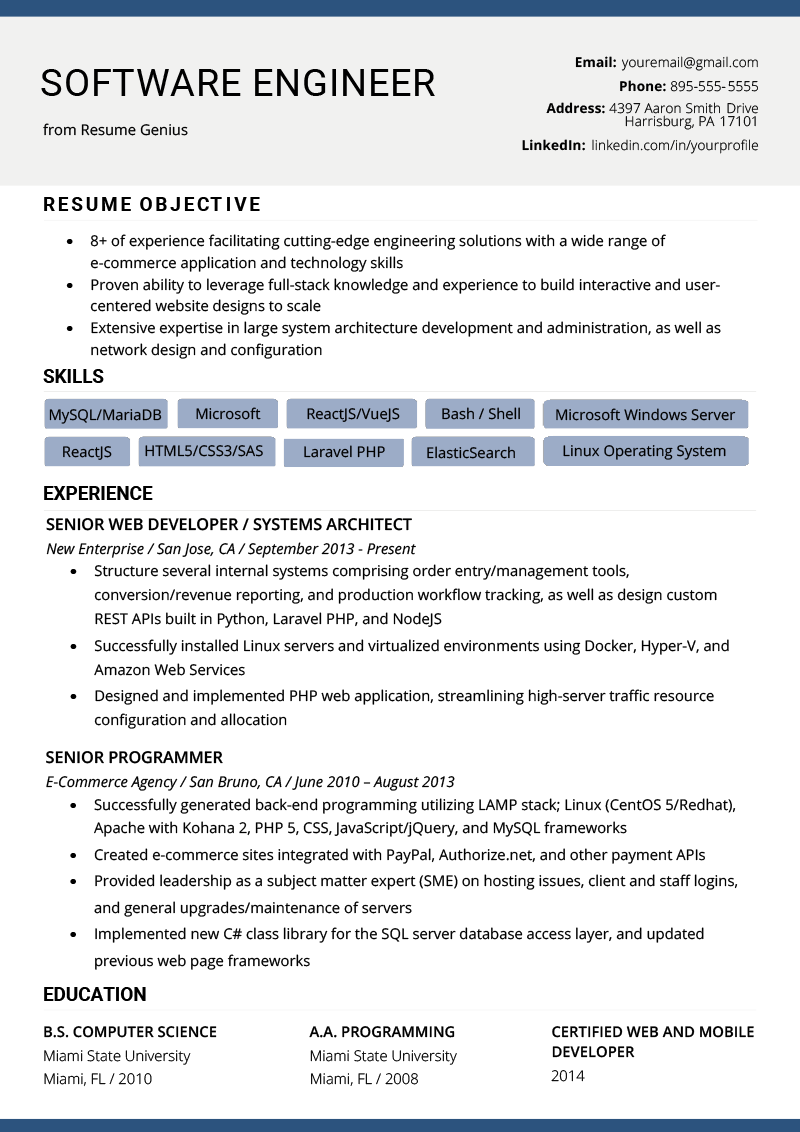 SOFTWARE ENGINEER
from Resume Genius
Email: youremail@gmail.com
Phone: 895-555-5555
Address: 4397 Aaron Smith Drive
Harrisburg, PA 17101
LinkedIn: linkedin.com/in/yourprofile
RESUME OBJECTIVE
• 8+ of experience facilitating cutting-edge engineering solutions with a wide range of
e-commerce application and technology skills
• Proven ability to leverage full-stack knowledge and experience to build interactive and user-
centered website designs to scale
• Extensive expertise in large system architecture development and administration, as well as
network design and configuration
SKILLS
MySQL/MariaDB Microsoft ReactJS/VueJS Bash / Shell Microsoft Windows Server
ReactJS HTML5/CSS3/SAS Laravel PHP ElasticSearch Linux Operating System
EXPERIENCE
SENIOR WEB DEVELOPER / SYSTEMS ARCHITECT
New Enterprise / San Jose, CA / September 2013 - Present
• Structure several internal systems comprising order entry/management tools,
conversion/revenue reporting, and production workflow tracking, as well as design custom
REST APIs built in Python, Laravel PHP, and NodeJS
• Successfully installed Linux servers and virtualized environments using Docker, Hyper-V, and
Amazon Web Services
• Designed and implemented PHP web application, streamlining high-server traffic resource
configuration and allocation
SENIOR PROGRAMMER
E-Commerce Agency / San Bruno, CA / June 2010 – August 2013
• Successfully generated back-end programming utilizing LAMP stack; Linux (CentOS 5/Redhat),
Apache with Kohana 2, PHP 5, CSS, JavaScript/jQuery, and MySQL frameworks
• Created e-commerce sites integrated with PayPal, Authorize.net, and other payment APIs
• Provided leadership as a subject matter expert (SME) on hosting issues, client and staff logins,
and general upgrades/maintenance of servers
• Implemented new C# class library for the SQL server database access layer, and updated
previous web page frameworks
EDUCATION
B.S. COMPUTER SCIENCE
Miami State University
Miami, FL / 2010
A.A. PROGRAMMING
Miami State University
Miami, FL / 2008
CERTIFIED WEB AND MOBILE
DEVELOPER
2014